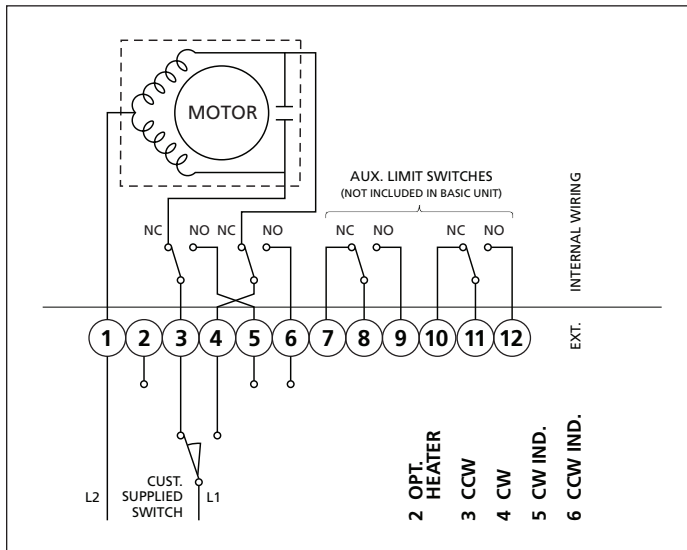 MOTOR
AUX. LIMIT SWITCHES
(NOT INCLUDED IN BASIC UNIT)
NC NO NC NO NC NO NC NO
INTERNAL WIRING
1 2 3 4 5 6 7 8 9 10 11 12
EXT.
L2
CUST.
SUPPLIED
SWITCH
L1
2 OPT.
HEATER
3 CCW
4 CW
5 CW IND.
6 CCW IND.